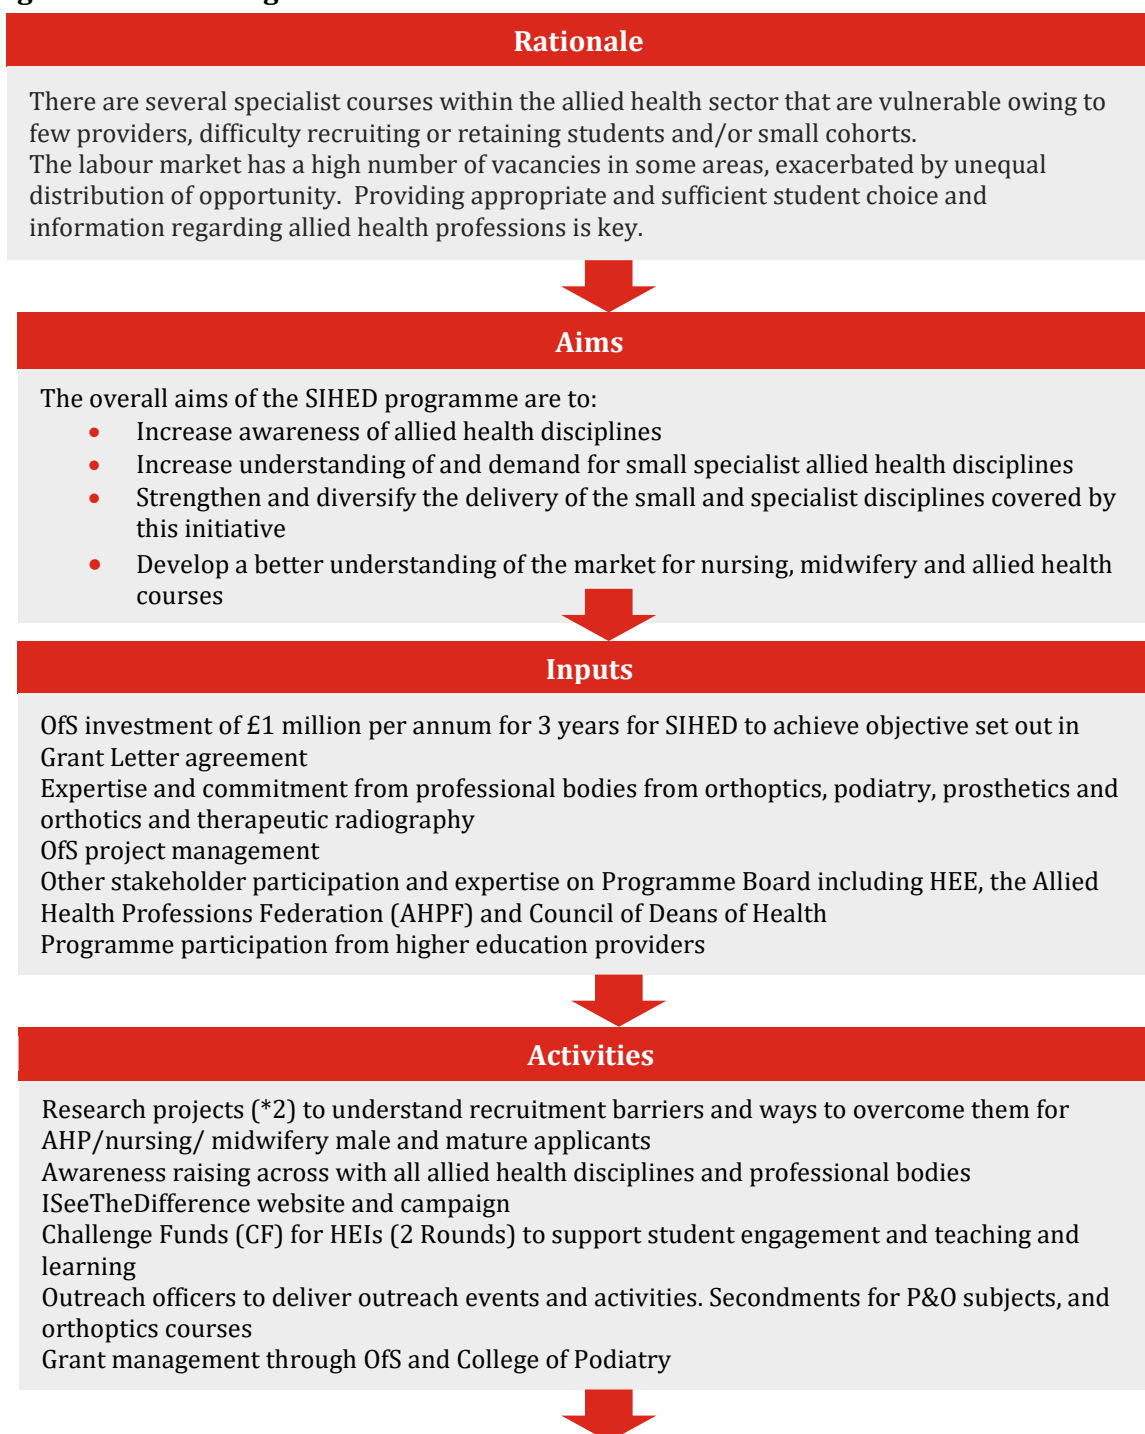 Rationale
There are several specialist courses within the allied health sector that are vulnerable owing to
few providers, difficulty recruiting or retaining students and/or small cohorts.
The labour market has a high number of vacancies in some areas, exacerbated by unequal
distribution of opportunity.  Providing appropriate and sufficient student choice and
information regarding allied health professions is key.
Aims
The overall aims of the SIHED programme are to:
• Increase awareness of allied health disciplines
• Increase understanding of and demand for small specialist allied health disciplines
• Strengthen and diversify the delivery of the small and specialist disciplines covered by
this initiative
• Develop a better understanding of the market for nursing, midwifery and allied health
courses
Inputs
OfS investment of £1 million per annum for 3 years for SIHED to achieve objective set out in
Grant Letter agreement
Expertise and commitment from professional bodies from orthoptics, podiatry, prosthetics and
orthotics and therapeutic radiography
OfS project management
Other stakeholder participation and expertise on Programme Board including HEE, the Allied
Health Professions Federation (AHPF) and Council of Deans of Health
Programme participation from higher education providers
Activities
Research projects (*2) to understand recruitment barriers and ways to overcome them for
AHP/nursing/ midwifery male and mature applicants
Awareness raising across with all allied health disciplines and professional bodies
ISeeTheDifference website and campaign
Challenge Funds (CF) for HEIs (2 Rounds) to support student engagement and teaching and
learning
Outreach officers to deliver outreach events and activities. Secondments for P&O subjects, and
orthoptics courses
Grant management through OfS and College of Podiatry